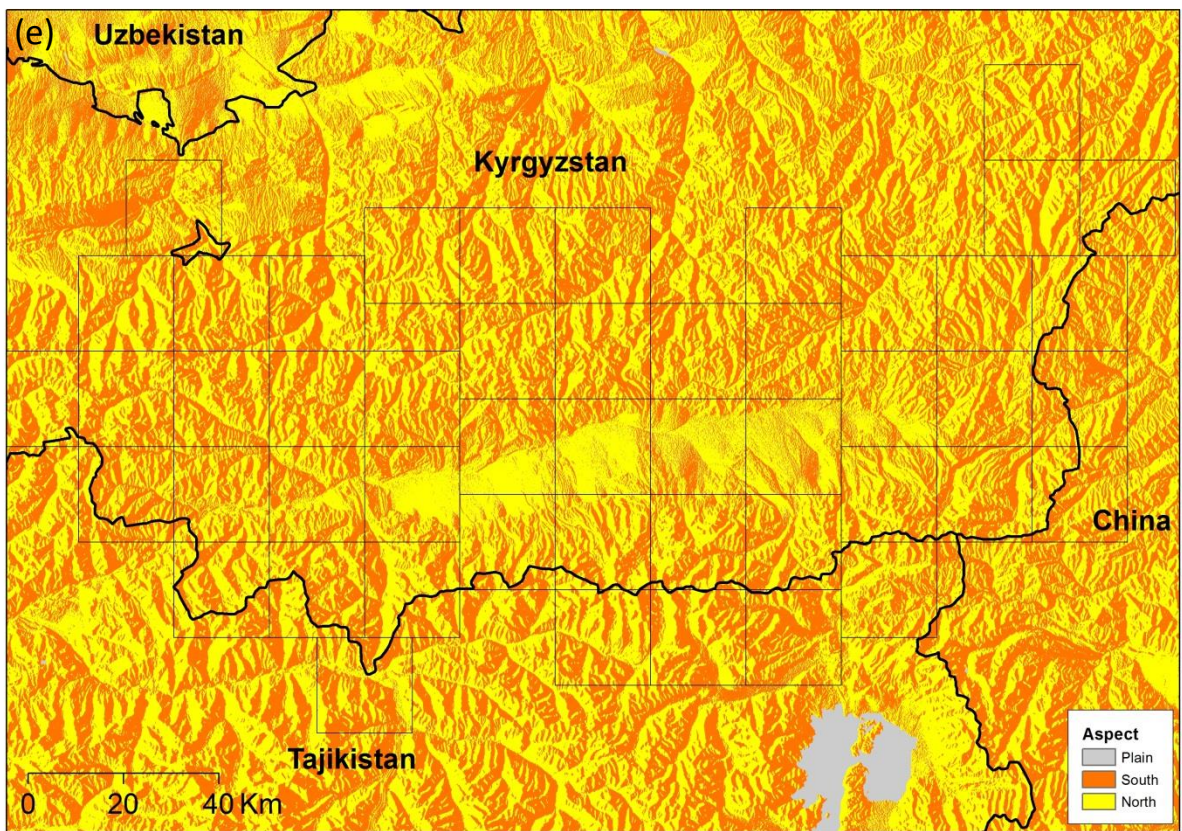 (e)
Uzbekistan
Kyrgyzstan
China
Tajikistan
0 20 40 Km
Aspect
Plain
South
North